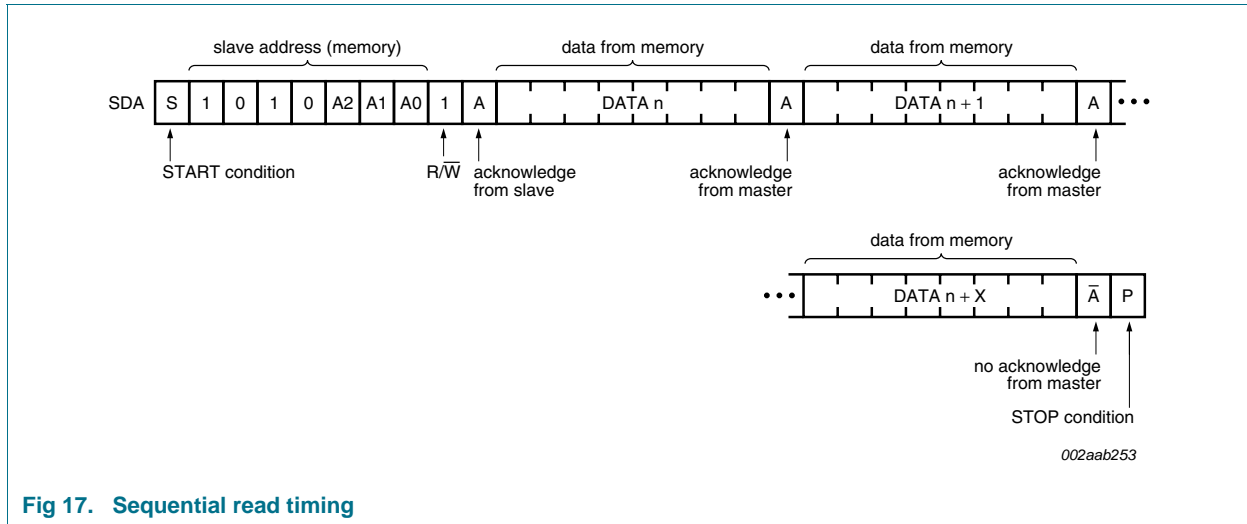 slave address (memory) data from memory data from memory
SDA S 1 0 1 0 A2 A1 A0 1 A DATA n A DATA n + 1 A •••
START condition R/W̅ acknowledge from slave acknowledge from master acknowledge from master
data from memory
••• DATA n + X A̅ P
no acknowledge from master
STOP condition
002aab253
Fig 17. Sequential read timing